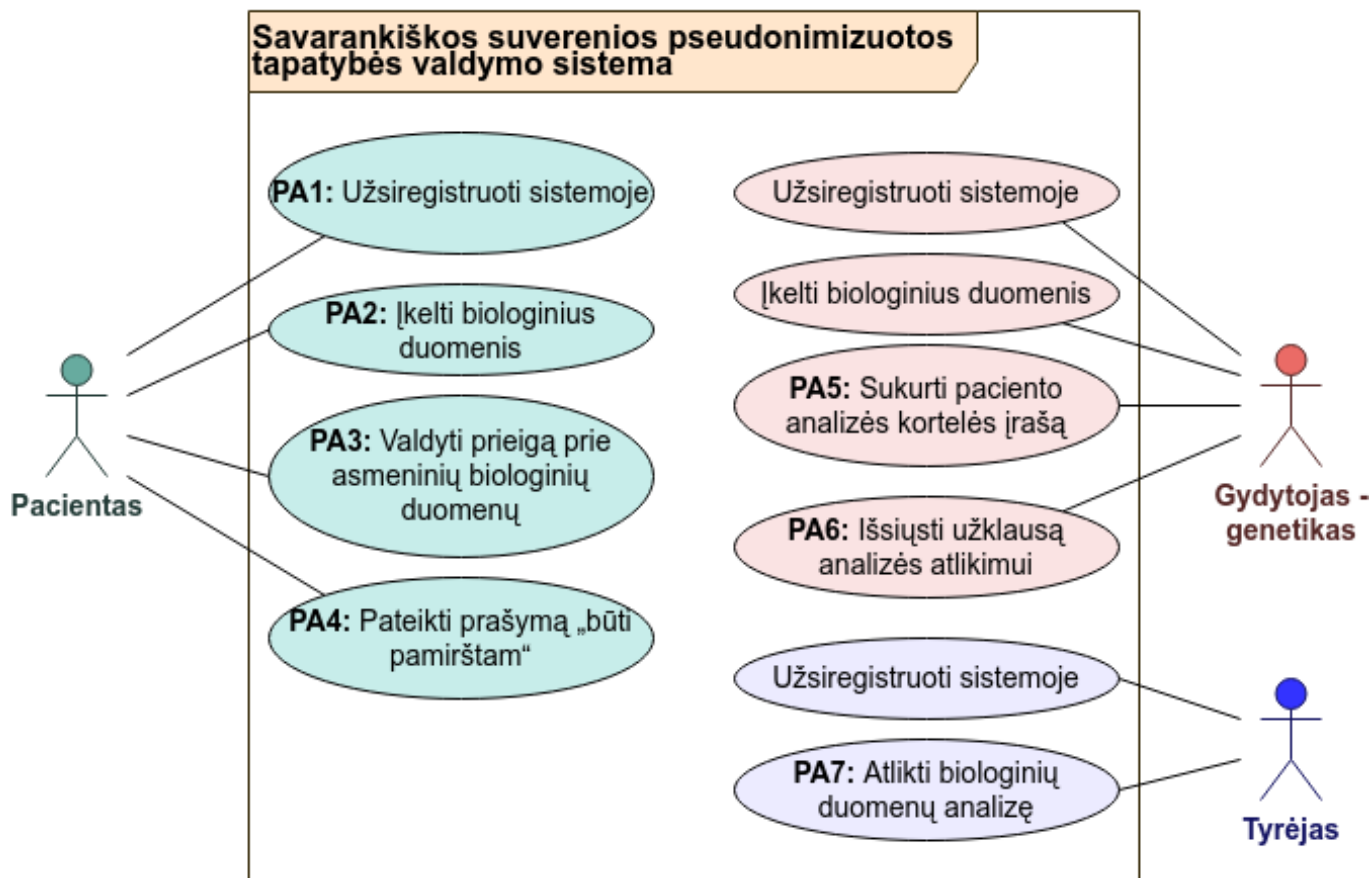 Savarankiškos suverenios pseudonimizuotos
tapatybės valdymo sistema
PA1: Užsiregistruoti sistemoje
PA2: Įkelti biologinius
duomenis
PA3: Valdyti prieigą prie
asmeninių biologinių
duomenų
PA4: Pateikti prašymą „būti
pamirštam“
Pacientas
Užsiregistruoti sistemoje
Įkelti biologinius duomenis
PA5: Sukurti paciento
analizės kortelės įrašą
PA6: Išsiųsti užklausą
analizės atlikimui
Gydytojas -
genetikas
Užsiregistruoti sistemoje
PA7: Atlikti biologinių
duomenų analizę
Tyrėjas